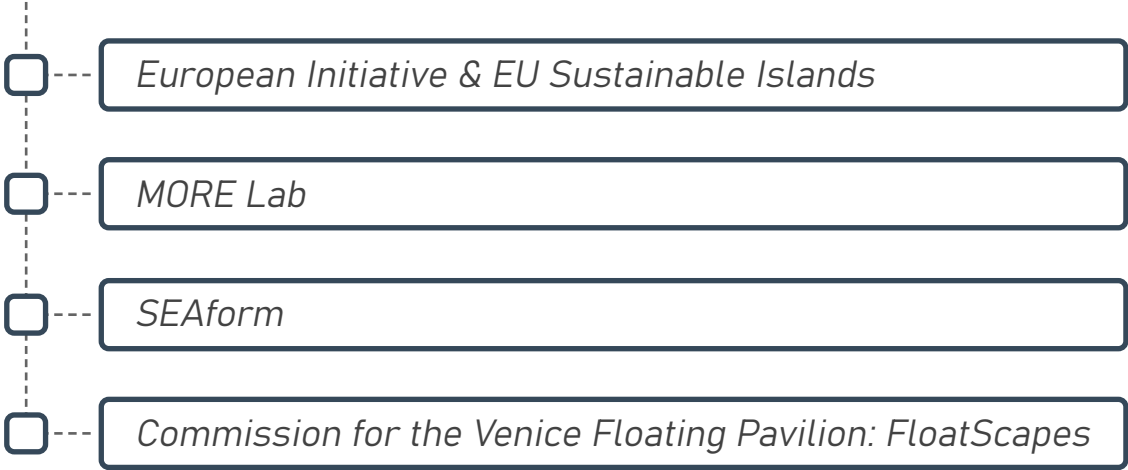 European Initiative & EU Sustainable Islands
MORE Lab
SEAform
Commission for the Venice Floating Pavilion: FloatScapes